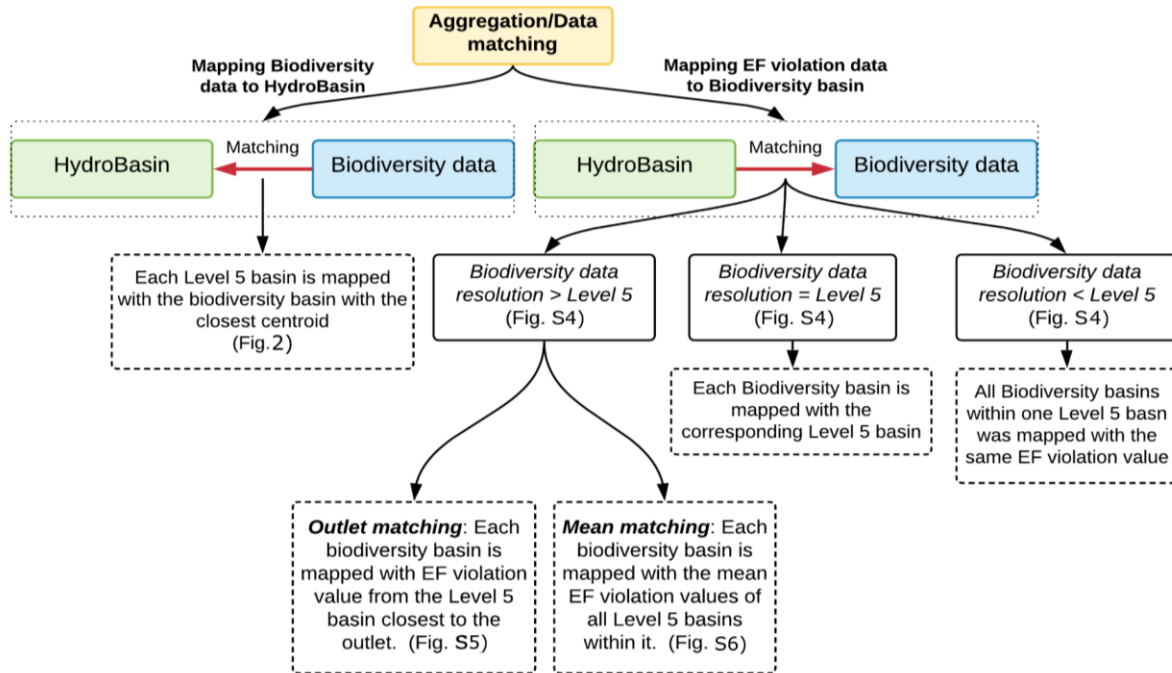 Aggregation/Data
matching
Mapping Biodiversity
data to HydroBasin
Mapping EF violation data
to Biodiversity basin
HydroBasin
Matching
Biodiversity data
HydroBasin
Matching
Biodiversity data
Each Level 5 basin is mapped
with the biodiversity basin with the
closest centroid
(Fig.2)
Biodiversity data
resolution > Level 5
(Fig. S4)
Biodiversity data
resolution = Level 5
(Fig. S4)
Biodiversity data
resolution < Level 5
(Fig. S4)
Each Biodiversity basin is
mapped with the
corresponding Level 5 basin
All Biodiversity basins
within one Level 5 basn
was mapped with the
same EF violation value
Outlet matching: Each
biodiversity basin is
mapped with EF violation
value from the Level 5
basin closest to the
outlet. (Fig. S5)
Mean matching: Each
biodiversity basin is
mapped with the mean
EF violation values of
all Level 5 basins
within it. (Fig. S6)